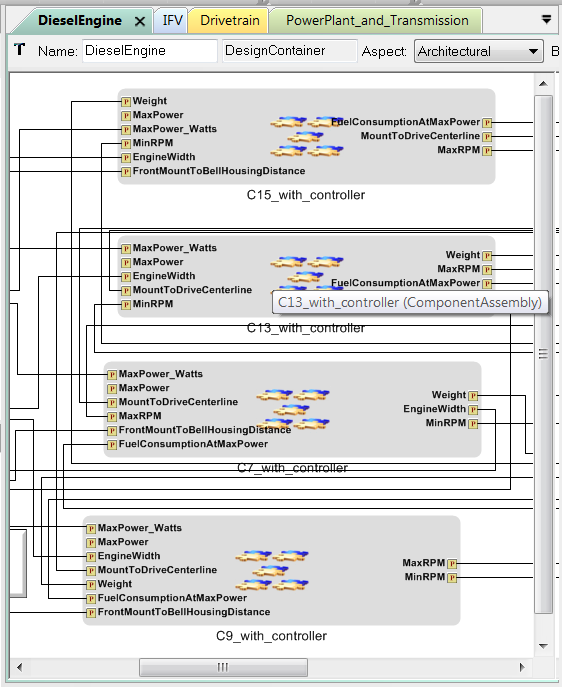 DieselEngine IFV Drivetrain PowerPlant_and_Transmission
T Name: DieselEngine DesignContainer Aspect: Architectural B
P Weight
P MaxPower
P MaxPower_Watts
P MinRPM
P EngineWidth
P FrontMountToBellHousingDistance
FuelConsumptionAtMaxPower P
MountToDriveCenterline P
MaxRPM P
C15_with_controller
P MaxPower_Watts
P MaxPower
P EngineWidth
P MountToDriveCenterline
P MinRPM
Weight P
MaxRPM P
FuelConsumptionAtMaxPower P
C13_with_controller (ComponentAssembly)
C13_with_controller
P MaxPower_Watts
P MaxPower
P MountToDriveCenterline
P MaxRPM
P FrontMountToBellHousingDistance
P FuelConsumptionAtMaxPower
Weight P
EngineWidth P
MinRPM P
C7_with_controller
P MaxPower_Watts
P MaxPower
P EngineWidth
P MountToDriveCenterline
P Weight
P FuelConsumptionAtMaxPower
P FrontMountToBellHousingDistance
MaxRPM P
MinRPM P
C9_with_controller